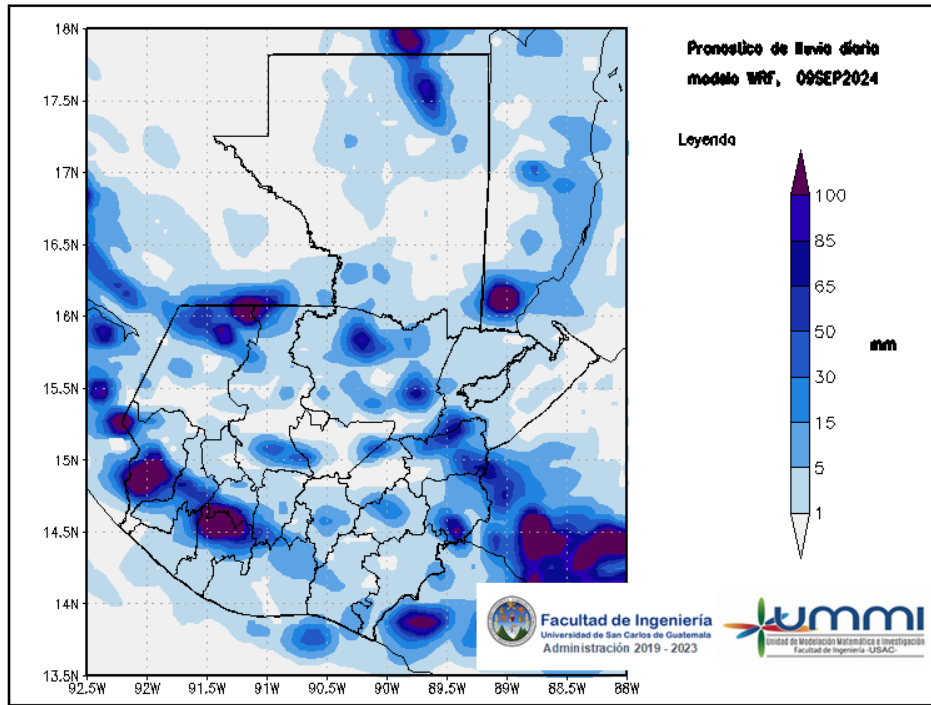 Pronostico de lluvia diaria
modelo WRF, 09SEP2024
Leyenda
100
85
65
50
30
15
5
1
mm
18N
17.5N
17N
16.5N
16N
15.5N
15N
14.5N
14N
13.5N
92.5W 92W 91.5W 91W 90.5W 90W 89.5W 89W 88.5W 88W
Facultad de Ingeniería
Universidad de San Carlos de Guatemala
Administración 2019 - 2023
UMMI
Unidad de Modelación Matemática e Investigación
Facultad de Ingeniería -USAC-